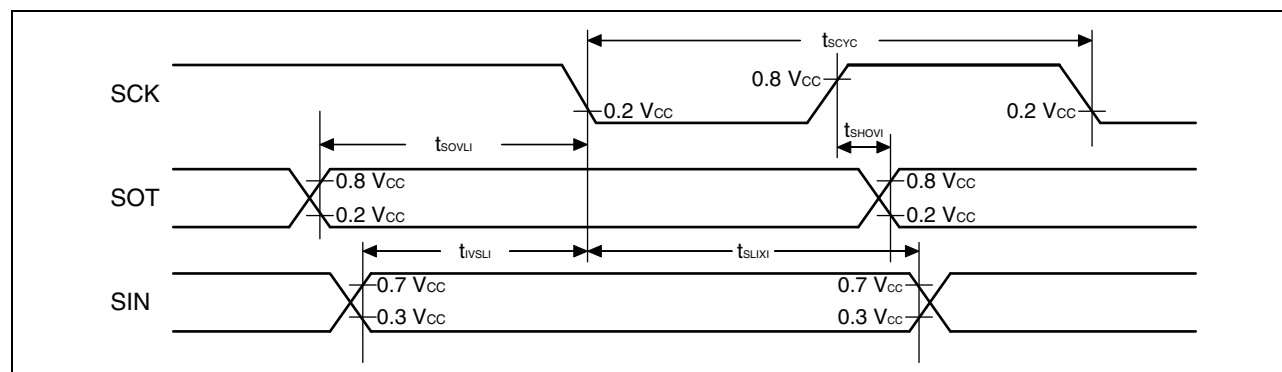 tSCYC
SCK
0.8 VCC
0.2 VCC
0.2 VCC
tSHOVI
tSOVLI
SOT
0.8 VCC
0.8 VCC
0.2 VCC
0.2 VCC
tIVSLI
tSLIXI
SIN
0.7 VCC
0.7 VCC
0.3 VCC
0.3 VCC